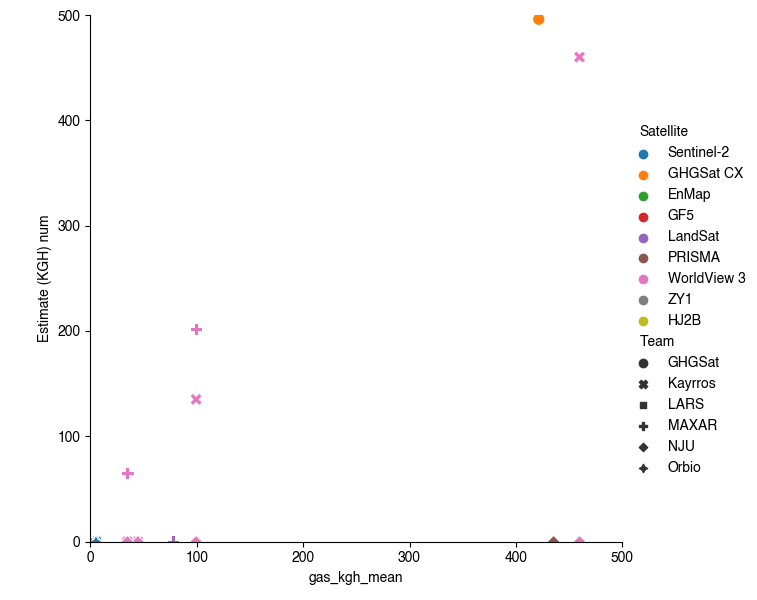 500
400
300
200
100
0
Estimate (KGH) num
0 100 200 300 400 500
gas_kgh_mean
Satellite
Sentinel-2
GHGSat CX
EnMap
GF5
LandSat
PRISMA
WorldView 3
ZY1
HJ2B
Team
GHGSat
Kayrros
LARS
MAXAR
NJU
Orbio